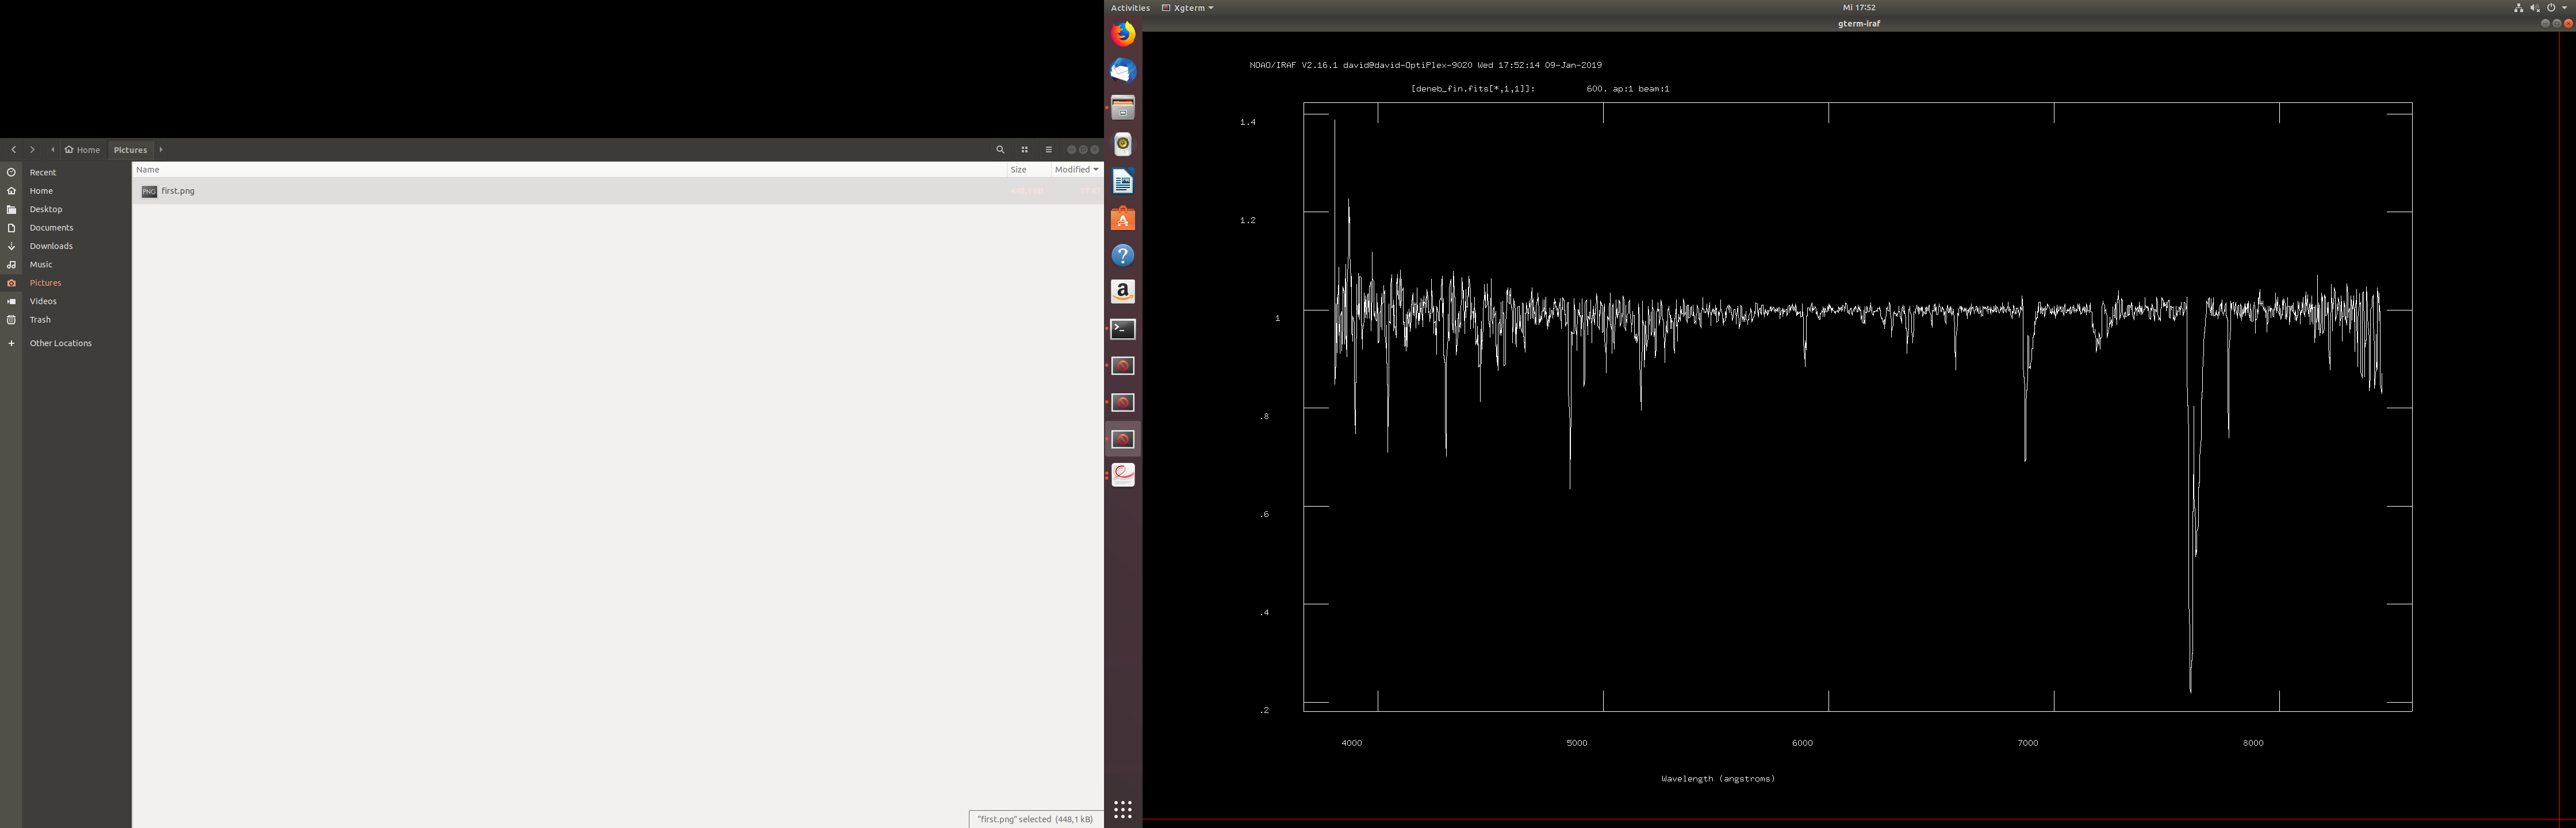 Activities Xgterm Mi 17:52
gterm-iraf
Home Pictures
Name Size Modified
first.png
Recent
Home
Desktop
Documents
Downloads
Music
Pictures
Videos
Trash
Other Locations
"first.png" selected (448,1 kB)
NOAO/IRAF V2.16.1 david@david-OptiPlex-9020 Wed 17:52:14 09-Jan-2019
[deneb_fin.fits[*,1,1]]: 600. ap:1 beam:1
1.4
1.2
1
.8
.6
.4
.2
4000 5000 6000 7000 8000
Wavelength (angstroms)